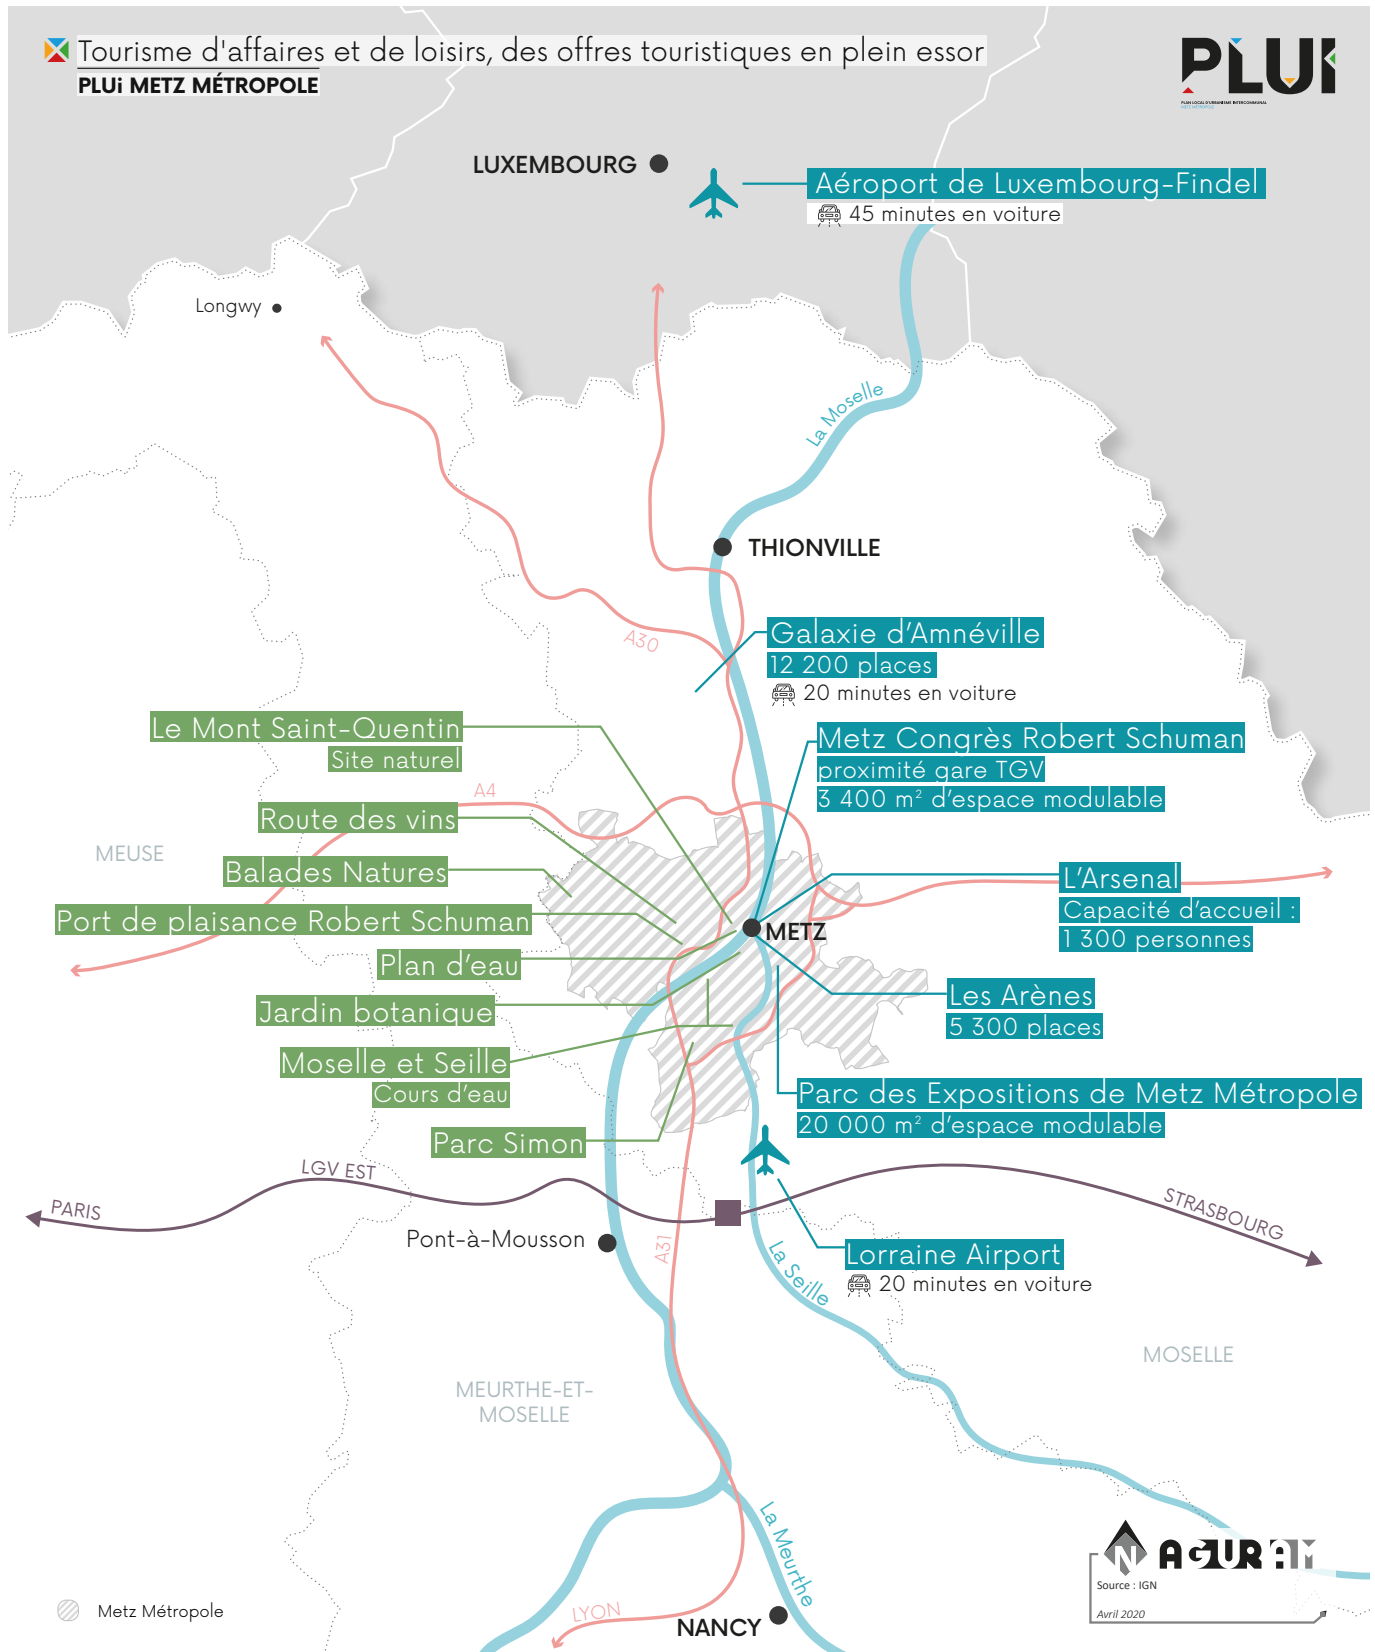 Tourisme d'affaires et de loisirs, des offres touristiques en plein essor
PLUi METZ MÉTROPOLE
PLUi
PLAN LOCAL D'URBANISME INTERCOMMUNAL
METZ MÉTROPOLE
LUXEMBOURG
Aéroport de Luxembourg-Findel
45 minutes en voiture
Longwy
La Moselle
THIONVILLE
A30
Galaxie d'Amnéville
12 200 places
20 minutes en voiture
Le Mont Saint-Quentin
Site naturel
Metz Congrès Robert Schuman
proximité gare TGV
3 400 m² d'espace modulable
A4
Route des vins
MEUSE
Balades Natures
L'Arsenal
Capacité d'accueil :
1 300 personnes
Port de plaisance Robert Schuman
METZ
Plan d'eau
Les Arènes
5 300 places
Jardin botanique
Moselle et Seille
Cours d'eau
Parc des Expositions de Metz Métropole
20 000 m² d'espace modulable
Parc Simon
LGV EST
PARIS
STRASBOURG
Pont-à-Mousson
A31
La Seille
Lorraine Airport
20 minutes en voiture
MOSELLE
MEURTHE-ET-
MOSELLE
La Meurthe
N AGURAM
Source : IGN
Avril 2020
Metz Métropole
LYON
NANCY